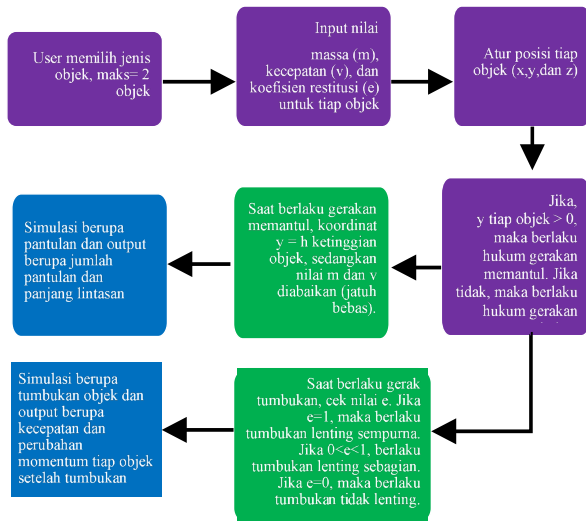 User memilih jenis
objek, maks= 2
objek
Input nilai
massa (m),
kecepatan (v), dan
koefisien restitusi (e)
untuk tiap objek
Atur posisi tiap
objek (x,y,dan z)
Jika,
y tiap objek > 0,
maka berlaku
hukum gerakan
memantul. Jika
tidak, maka berlaku
hukum gerakan
Saat berlaku gerakan
memantul, koordinat
y = h ketinggian
objek, sedangkan
nilai m dan v
diabaikan (jatuh
bebas).
Simulasi berupa
pantulan dan output
berupa jumlah
pantulan dan
panjang lintasan
Saat berlaku gerak
tumbukan, cek nilai e. Jika
e=1, maka berlaku
tumbukan lenting sempurna.
Jika 0<e<1, berlaku
tumbukan lenting sebagian.
Jika e=0, maka berlaku
tumbukan tidak lenting.
Simulasi berupa
tumbukan objek dan
output berupa
kecepatan dan
perubahan
momentum tiap objek
setelah tumbukan